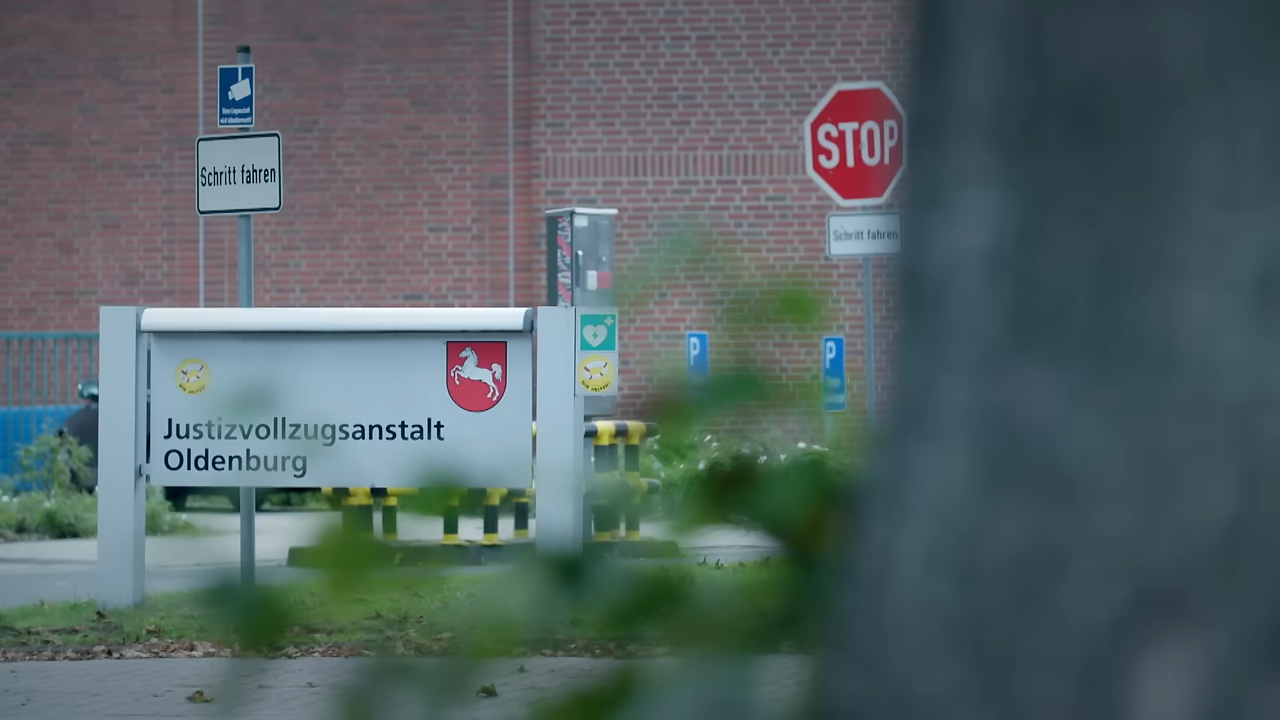 Schritt fahren
STOP
Schritt fahren
P
P
Justizvollzugsanstalt
Oldenburg